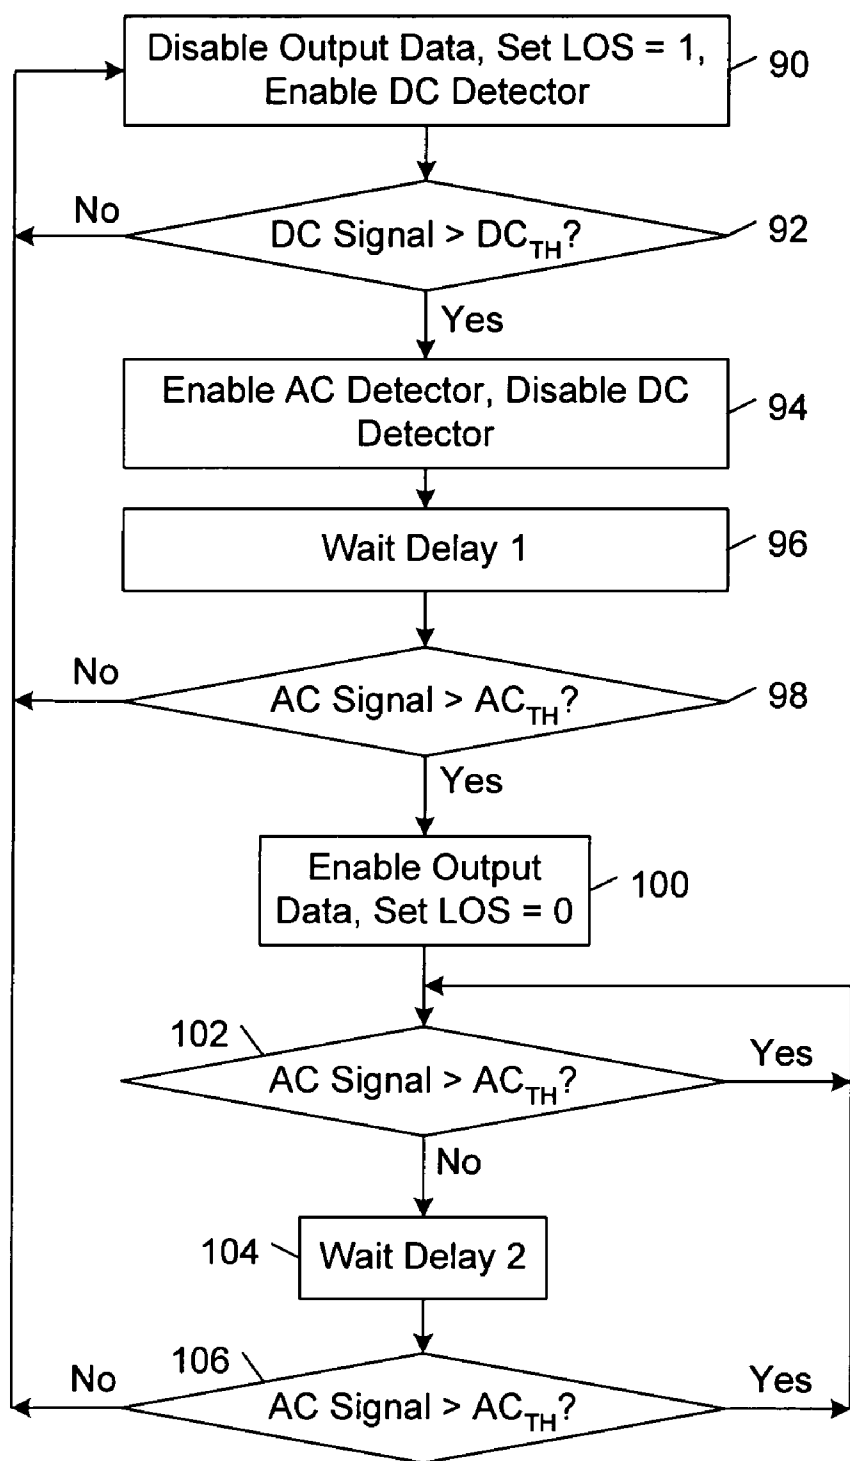 Disable Output Data, Set LOS = 1,
Enable DC Detector
90
No
DC Signal > DC_TH?
92
Yes
Enable AC Detector, Disable DC
Detector
94
Wait Delay 1
96
No
AC Signal > AC_TH?
98
Yes
Enable Output
Data, Set LOS = 0
100
102
AC Signal > AC_TH?
Yes
No
104
Wait Delay 2
106
No
AC Signal > AC_TH?
Yes